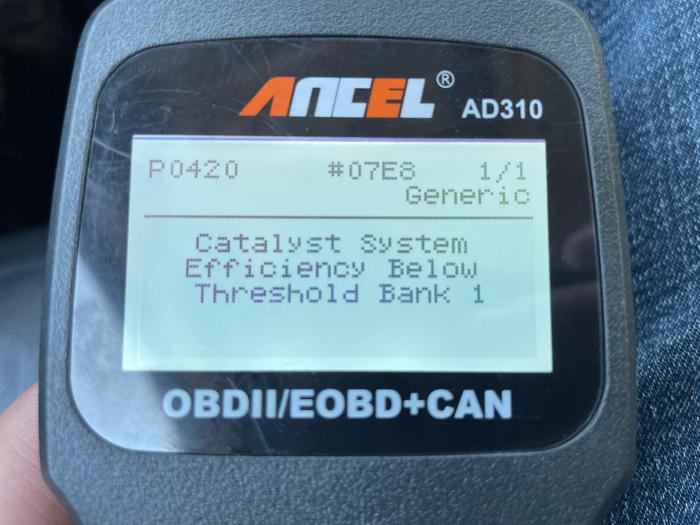 ANCEL® AD310
P0420 #07E8 1/1
Generic
Catalyst System
Efficiency Below
Threshold Bank 1
OBDII/EOBD+CAN